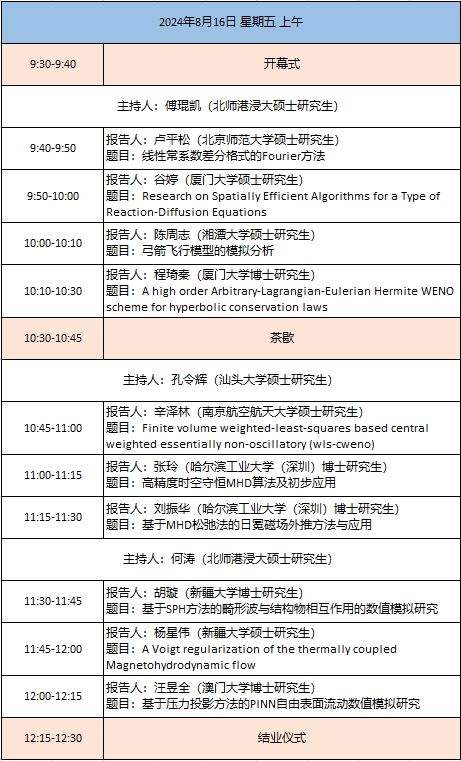 2024年8月16日 星期五 上午
9:30-9:40 开幕式
主持人：傅琨凯（北师港浸大硕士研究生）
9:40-9:50
报告人：卢平松（北京师范大学硕士研究生）
题目：线性常系数差分格式的Fourier方法
9:50-10:00
报告人：谷婷（厦门大学硕士研究生）
题目：Research on Spatially Efficient Algorithms for a Type of
Reaction-Diffusion Equations
10:00-10:10
报告人：陈周志（湘潭大学硕士研究生）
题目：弓箭飞行模型的模拟分析
10:10-10:30
报告人：程琦秦（厦门大学博士研究生）
题目：A high order Arbitrary-Lagrangian-Eulerian Hermite WENO
scheme for hyperbolic conservation laws
10:30-10:45 茶歇
主持人：孔令辉（汕头大学硕士研究生）
10:45-11:00
报告人：辛泽林（南京航空航天大学硕士研究生）
题目：Finite volume weighted-least-squares based central
weighted essentially non-oscillatory (wls-cweno)
11:00-11:15
报告人：张玲（哈尔滨工业大学（深圳）博士研究生）
题目：高精度时空守恒MHD算法及初步应用
11:15-11:30
报告人：刘振华（哈尔滨工业大学（深圳）博士研究生）
题目：基于MHD松弛法的日冕磁场外推方法与应用
主持人：何涛（北师港浸大硕士研究生）
11:30-11:45
报告人：胡璇（新疆大学博士研究生）
题目：基于SPH方法的畸形波与结构物相互作用的数值模拟研究
11:45-12:00
报告人：杨星伟（新疆大学硕士研究生）
题目：A Voigt regularization of the thermally coupled
Magnetohydrodynamic flow
12:00-12:15
报告人：汪昱全（澳门大学博士研究生）
题目：基于压力投影方法的PINN自由表面流动数值模拟研究
12:15-12:30 结业仪式